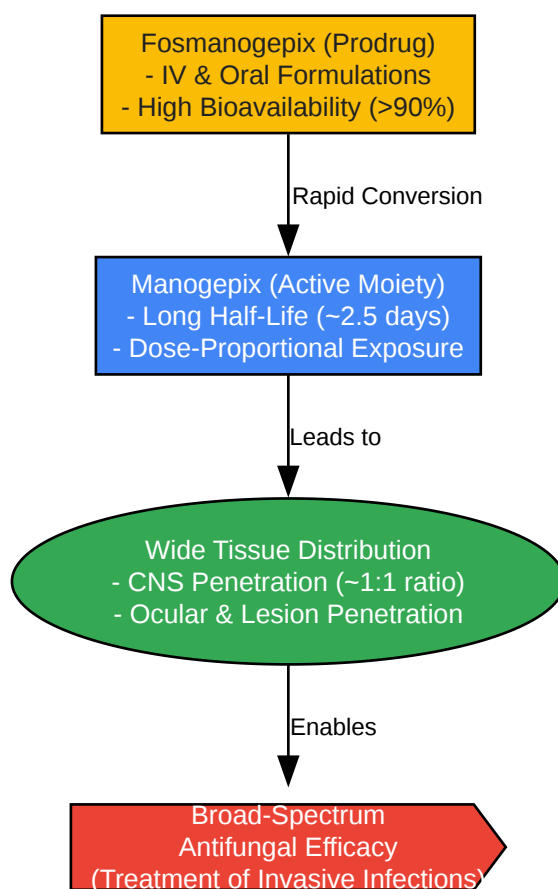 Fosmanogepix (Prodrug)
- IV & Oral Formulations
- High Bioavailability (>90%)
Rapid Conversion
Manogepix (Active Moiety)
- Long Half-Life (~2.5 days)
- Dose-Proportional Exposure
Leads to
Wide Tissue Distribution
- CNS Penetration (~1:1 ratio)
- Ocular & Lesion Penetration
Enables
Broad-Spectrum
Antifungal Efficacy
(Treatment of Invasive Infections)